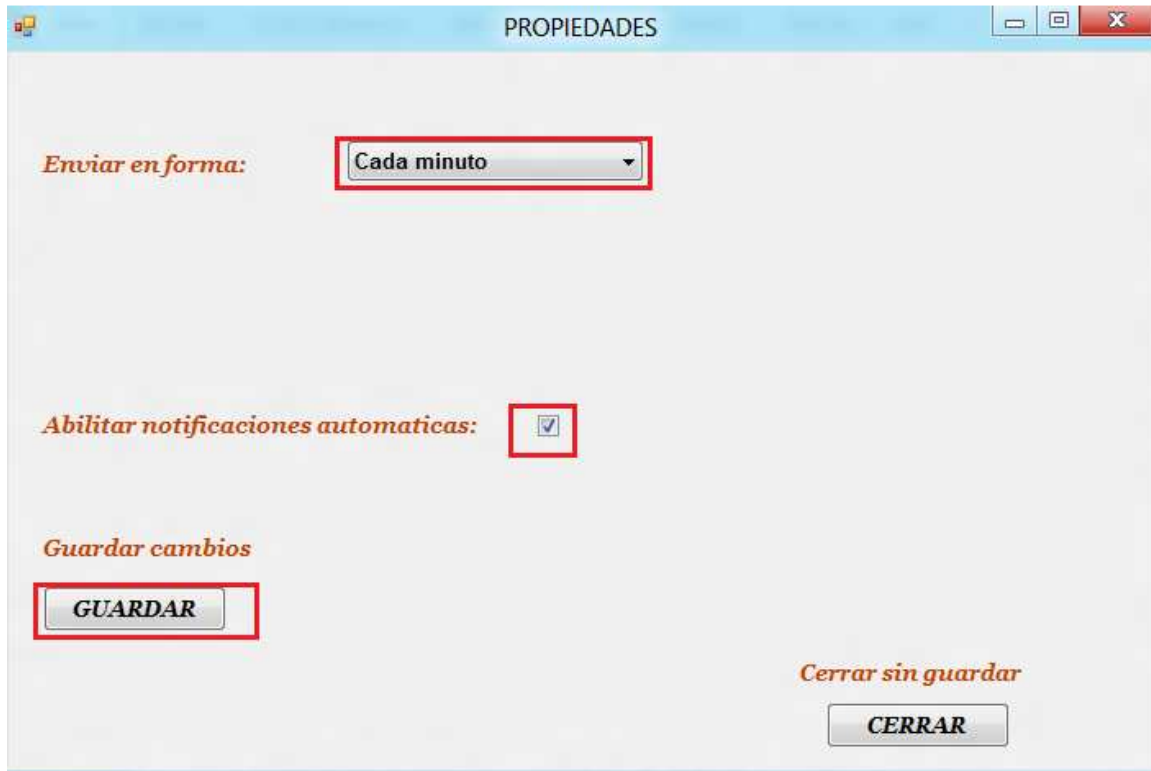 PROPIEDADES
Enviar en forma: Cada minuto
Abilitar notificaciones automaticas:
Guardar cambios
GUARDAR
Cerrar sin guardar
CERRAR